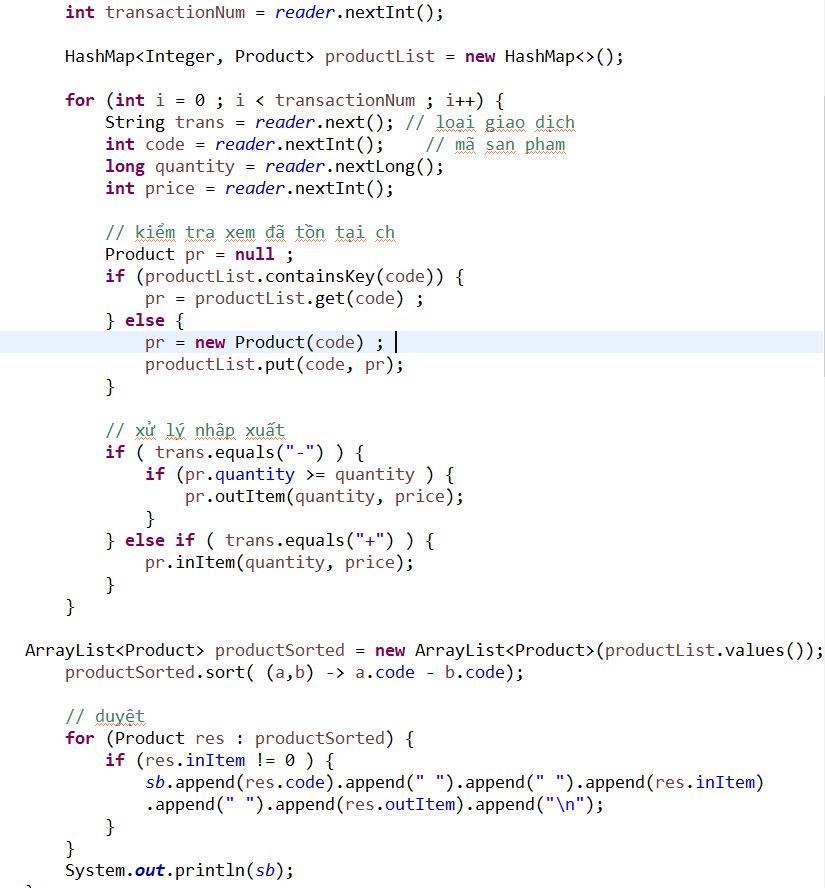 int transactionNum = reader.nextInt();
HashMap<Integer, Product> productList = new HashMap<>();
for (int i = 0 ; i < transactionNum ; i++) {
String trans = reader.next(); // loại giao dịch
int code = reader.nextInt();    // mã san pham
long quantity = reader.nextLong();
int price = reader.nextInt();
// kiểm tra xem đã tồn tại ch
Product pr = null ;
if (productList.containsKey(code)) {
pr = productList.get(code) ;
} else {
pr = new Product(code) ;
productList.put(code, pr);
}
// xử lý nhập xuất
if ( trans.equals("-") ) {
if (pr.quantity >= quantity ) {
pr.outItem(quantity, price);
}
} else if ( trans.equals("+") ) {
pr.inItem(quantity, price);
}
}
ArrayList<Product> productSorted = new ArrayList<Product>(productList.values());
productSorted.sort( (a,b) -> a.code - b.code);
// duyệt
for (Product res : productSorted) {
if (res.inItem != 0 ) {
sb.append(res.code).append(" ").append(" ").append(res.inItem)
.append(" ").append(res.outItem).append("\n");
}
}
System.out.println(sb);